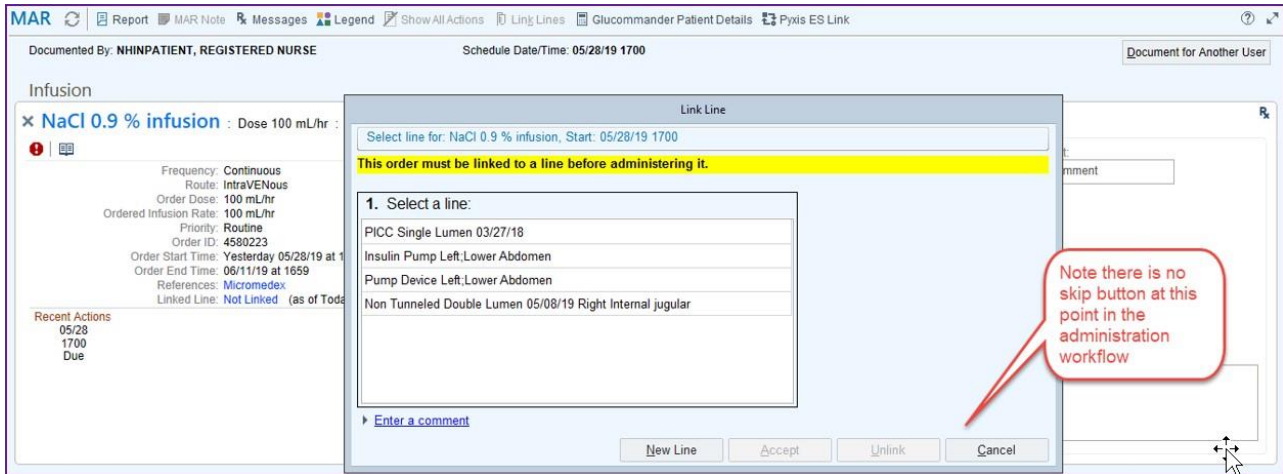 MAR Report MAR Note Messages Legend Show All Actions Link Lines Glucommander Patient Details Pyxis ES Link
Documented By: NHINPATIENT, REGISTERED NURSE Schedule Date/Time: 05/28/19 1700 Document for Another User
Infusion
NaCl 0.9 % infusion : Dose 100 mL/hr :
Frequency: Continuous
Route: IntraVENous
Order Dose: 100 mL/hr
Ordered Infusion Rate: 100 mL/hr
Priority: Routine
Order ID: 4580223
Order Start Time: Yesterday 05/28/19 at 1
Order End Time: 06/11/19 at 1659
References: Micromedex
Linked Line: Not Linked (as of Toda
Recent Actions
05/28
1700
Due
Link Line
Select line for: NaCl 0.9 % infusion, Start: 05/28/19 1700
This order must be linked to a line before administering it.
1. Select a line:
PICC Single Lumen 03/27/18
Insulin Pump Left;Lower Abdomen
Pump Device Left;Lower Abdomen
Non Tunneled Double Lumen 05/08/19 Right Internal jugular
Enter a comment
New Line Accept Unlink Cancel
t:
mment
Note there is no
skip button at this
point in the
administration
workflow